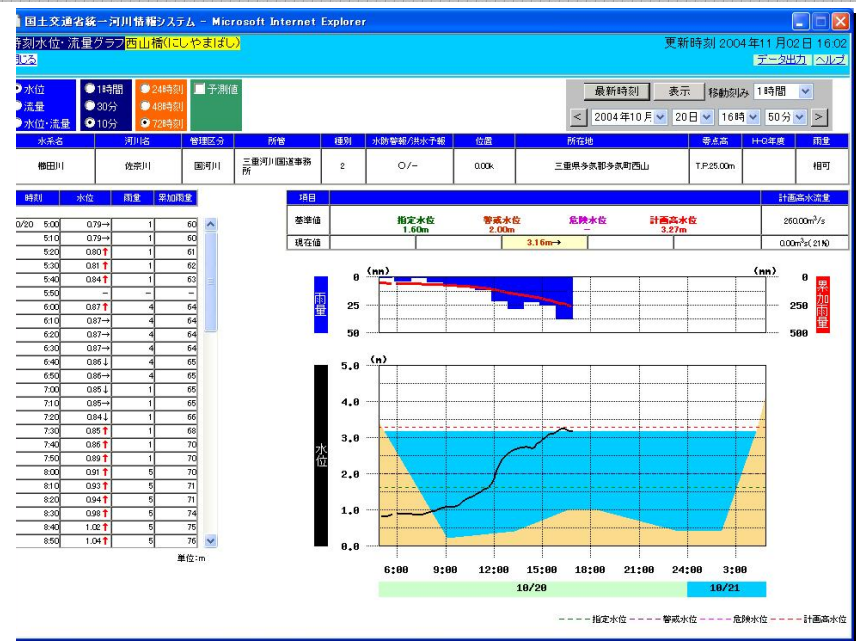 国土交通省統一河川情報システム - Microsoft Internet Explorer
時刻水位・流量グラフ 西山橋(にしやまばし)
更新時刻 2004年11月02日 16:02
閉じる
データ出力 ヘルプ
水位 1時間 24時刻 予測値
流量 30分 48時刻
水位・流量 10分 72時刻
最新時刻 表示 移動刻み 1時間
< 2004年10月 20日 16時 50分 >
水系名 河川名 管理区分 所管 種別 水防警報/洪水予報 位置 所在地 零点高 H-Q年度 雨量
櫛田川 佐奈川 国河川 三重河川国道事務所 2 ○/- 0.00k 三重県多気郡多気町西山 T.P.25.00m 相可
時刻 水位 雨量 累加雨量
0/20 5:00 0.79→ 1 60
5:10 0.79→ 1 60
5:20 0.80↑ 1 61
5:30 0.81↑ 1 62
5:40 0.84↑ 1 63
5:50 - - -
6:00 0.87↑ 4 64
6:10 0.87→ 4 64
6:20 0.87→ 4 64
6:30 0.87→ 4 64
6:40 0.86↓ 4 65
6:50 0.86→ 4 65
7:00 0.85↓ 1 65
7:10 0.85→ 1 65
7:20 0.84↓ 1 66
7:30 0.85↑ 1 68
7:40 0.86↑ 1 70
7:50 0.89↑ 1 70
8:00 0.91↑ 5 70
8:10 0.93↑ 5 71
8:20 0.94↑ 5 71
8:30 0.98↑ 5 74
8:40 1.02↑ 5 75
8:50 1.04↑ 5 76
単位:m
項目 計画高水流量
基準値 指定水位 警戒水位 危険水位 計画高水位 260.00m³/s
1.60m 2.00m - 3.27m
現在値 3.16m→ 0.00m³s(21%)
(mm) (mm)
0 0
雨量 25 250 累加雨量
50 500
(m)
5.0
4.0
3.0
水位
2.0
1.0
0.0
6:00 9:00 12:00 15:00 18:00 21:00 24:00 3:00
10/20 10/21
指定水位 警戒水位 危険水位 計画高水位